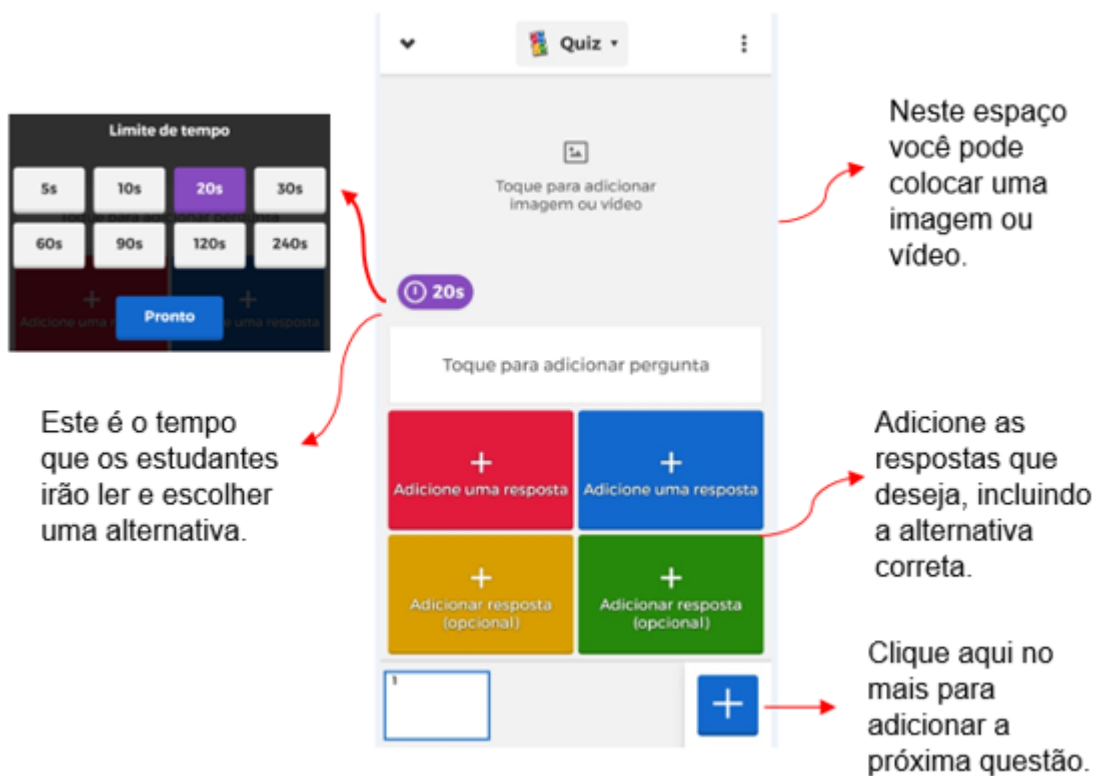 Quiz
Toque para adicionar
imagem ou vídeo
20s
Toque para adicionar pergunta
Adicione uma resposta
Adicione uma resposta
Adicionar resposta
(opcional)
Adicionar resposta
(opcional)
1
Limite de tempo
5s 10s 20s 30s
60s 90s 120s 240s
Pronto
Este é o tempo
que os estudantes
irão ler e escolher
uma alternativa.
Neste espaço
você pode
colocar uma
imagem ou
vídeo.
Adicione as
respostas que
deseja, incluindo
a alternativa
correta.
Clique aqui no
mais para
adicionar a
próxima questão.